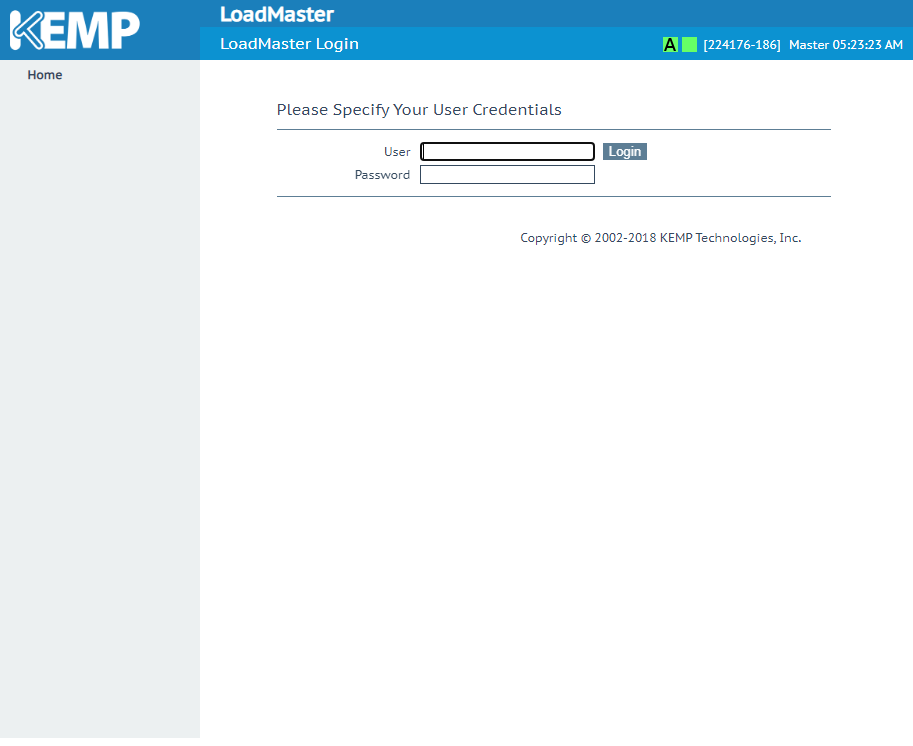 KEMP
LoadMaster
LoadMaster Login
A [224176-186] Master 05:23:23 AM
Home
Please Specify Your User Credentials
User Login
Password
Copyright © 2002-2018 KEMP Technologies, Inc.